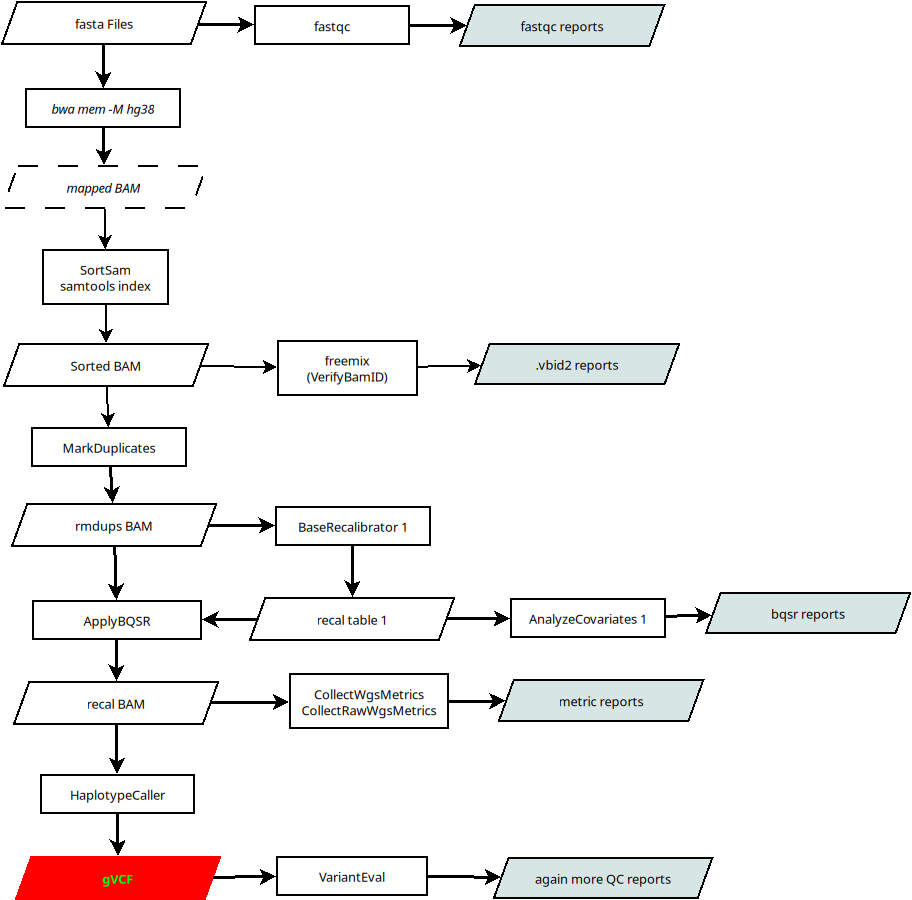 fasta Files
fastqc
fastqc reports
bwa mem -M hg38
mapped BAM
SortSam
samtools index
Sorted BAM
freemix
(VerifyBamID)
.vbid2 reports
MarkDuplicates
rmdups BAM
BaseRecalibrator 1
ApplyBQSR
recal table 1
AnalyzeCovariates 1
bqsr reports
recal BAM
CollectWgsMetrics
CollectRawWgsMetrics
metric reports
HaplotypeCaller
gVCF
VariantEval
again more QC reports